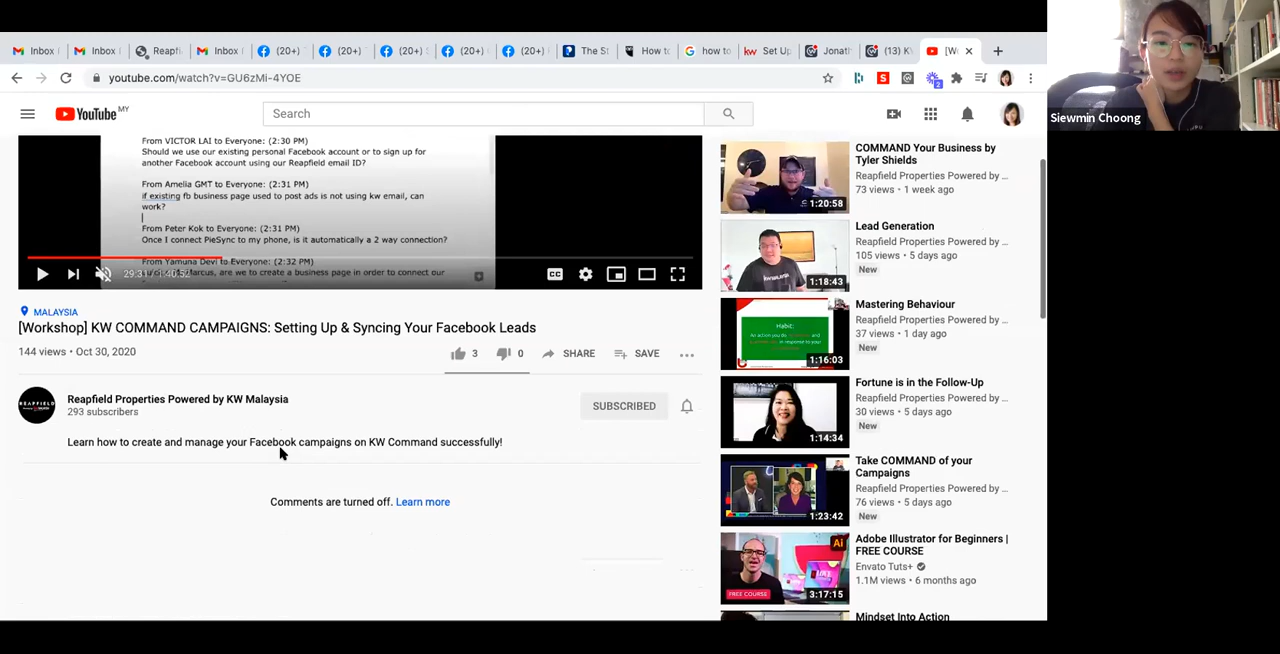 Inbox
Inbox
Reapfi
Inbox
(20+)
(20+)
(20+)
(20+)
(20+)
The St
How to
how to
kw Set Up
Jonath
(13) K
[W
youtube.com/watch?v=GU6zMi-4YOE
YouTube MY
Search
Siewmin Choong
From VICTOR LAI to Everyone: (2:30 PM)
Should we use our existing personal Facebook account or to sign up for
another Facebook account using our Reapfield email ID?
From Amelia GMT to Everyone: (2:31 PM)
if existing fb business page used to post ads is not using kw email, can
work?
From Peter Kok to Everyone: (2:31 PM)
Once I connect PieSync to my phone, is it automatically a 2 way connection?
From Yamuna Devi to Everyone: (2:32 PM)
Marcus, are we to create a business page in order to connect our
29:31 / 1:40:52
CC
MALAYSIA
[Workshop] KW COMMAND CAMPAIGNS: Setting Up & Syncing Your Facebook Leads
144 views • Oct 30, 2020
3
0
SHARE
SAVE
REAPFIELD
Reapfield Properties Powered by KW Malaysia
293 subscribers
SUBSCRIBED
Learn how to create and manage your Facebook campaigns on KW Command successfully!
Comments are turned off. Learn more
COMMAND Your Business by
Tyler Shields
Reapfield Properties Powered by ...
73 views • 1 week ago
1:20:58
Lead Generation
Reapfield Properties Powered by ...
105 views • 5 days ago
New
1:18:43
Mastering Behaviour
Reapfield Properties Powered by ...
37 views • 1 day ago
New
Habit:
1:16:03
Fortune is in the Follow-Up
Reapfield Properties Powered by ...
30 views • 5 days ago
New
1:14:34
Take COMMAND of your
Campaigns
Reapfield Properties Powered by ...
76 views • 5 days ago
New
1:23:42
Adobe Illustrator for Beginners |
FREE COURSE
Envato Tuts+
1.1M views • 6 months ago
Ai
FREE COURSE
3:17:15
Mindset Into Action